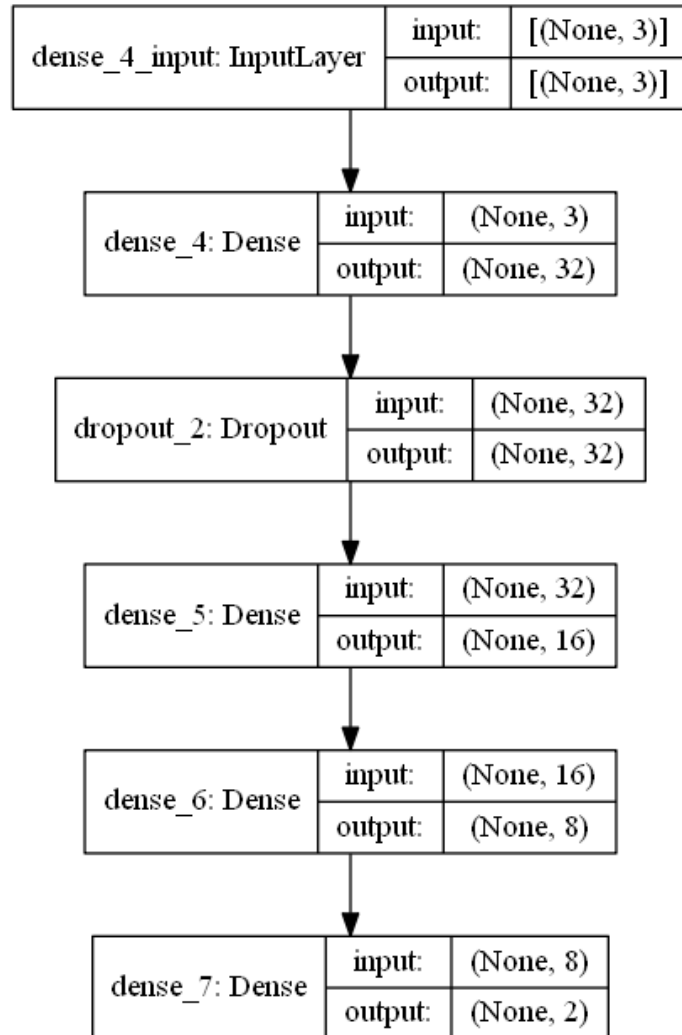 dense_4_input: InputLayer input: [(None, 3)]
output: [(None, 3)]
dense_4: Dense input: (None, 3)
output: (None, 32)
dropout_2: Dropout input: (None, 32)
output: (None, 32)
dense_5: Dense input: (None, 32)
output: (None, 16)
dense_6: Dense input: (None, 16)
output: (None, 8)
dense_7: Dense input: (None, 8)
output: (None, 2)